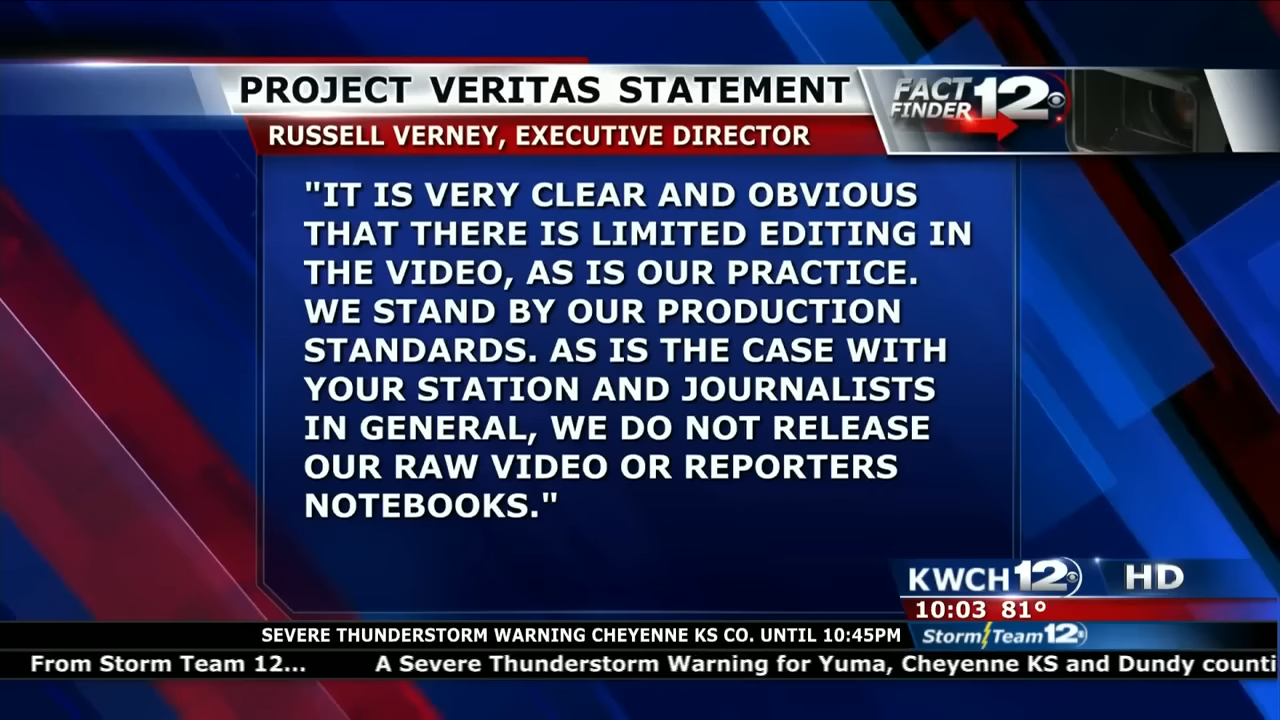 PROJECT VERITAS STATEMENT
FACT
FINDER 12
RUSSELL VERNEY, EXECUTIVE DIRECTOR
"IT IS VERY CLEAR AND OBVIOUS
THAT THERE IS LIMITED EDITING IN
THE VIDEO, AS IS OUR PRACTICE.
WE STAND BY OUR PRODUCTION
STANDARDS. AS IS THE CASE WITH
YOUR STATION AND JOURNALISTS
IN GENERAL, WE DO NOT RELEASE
OUR RAW VIDEO OR REPORTERS
NOTEBOOKS."
KWCH 12 HD
10:03 81°
SEVERE THUNDERSTORM WARNING CHEYENNE KS CO. UNTIL 10:45PM
Storm Team 12
From Storm Team 12... A Severe Thunderstorm Warning for Yuma, Cheyenne KS and Dundy counti